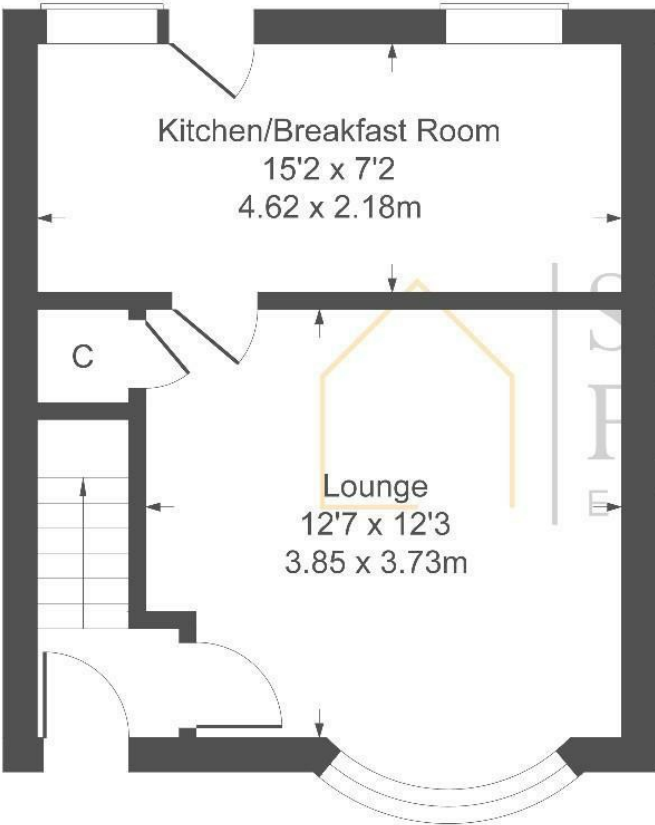 Kitchen/Breakfast Room
15'2 x 7'2
4.62 x 2.18m
C
Lounge
12'7 x 12'3
3.85 x 3.73m